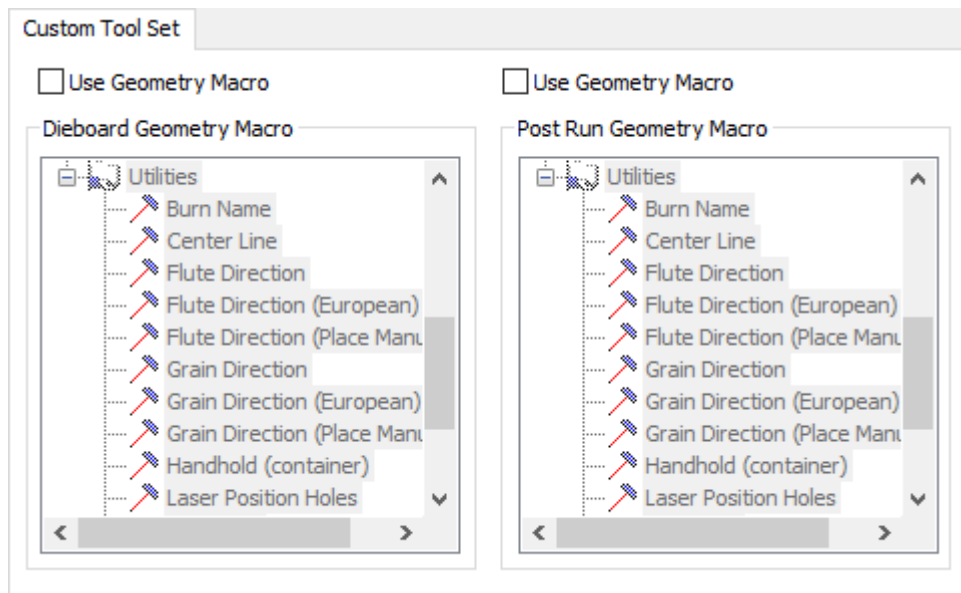 Custom Tool Set
Use Geometry Macro
Dieboard Geometry Macro
Utilities
Burn Name
Center Line
Flute Direction
Flute Direction (European)
Flute Direction (Place Manu
Grain Direction
Grain Direction (European)
Grain Direction (Place Manu
Handhold (container)
Laser Position Holes
Use Geometry Macro
Post Run Geometry Macro
Utilities
Burn Name
Center Line
Flute Direction
Flute Direction (European)
Flute Direction (Place Manu
Grain Direction
Grain Direction (European)
Grain Direction (Place Manu
Handhold (container)
Laser Position Holes